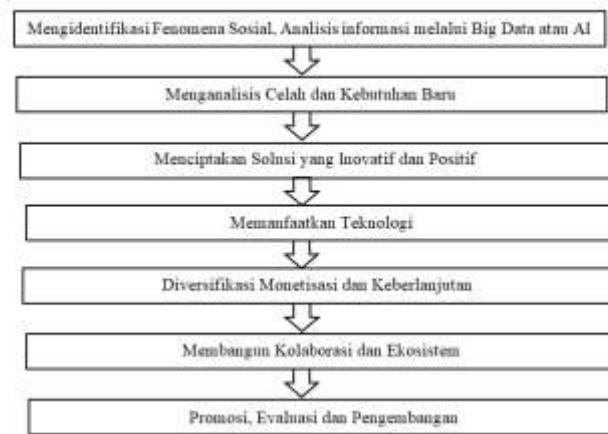 Mengidentifikasi Fenomena Sosial, Analisis informasi melalui Big Data atau AI
Menganalisis Celah dan Kebutuhan Baru
Menciptakan Solusi yang Inovatif dan Positif
Memanfaatkan Teknologi
Diversifikasi Monetisasi dan Keberlanjutan
Membangun Kolaborasi dan Ekosistem
Promosi, Evaluasi dan Pengembangan